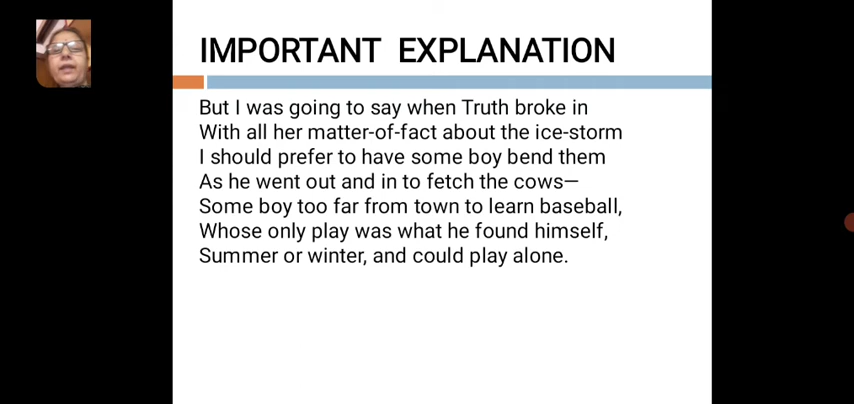 IMPORTANT EXPLANATION
But I was going to say when Truth broke in
With all her matter-of-fact about the ice-storm
I should prefer to have some boy bend them
As he went out and in to fetch the cows—
Some boy too far from town to learn baseball,
Whose only play was what he found himself,
Summer or winter, and could play alone.